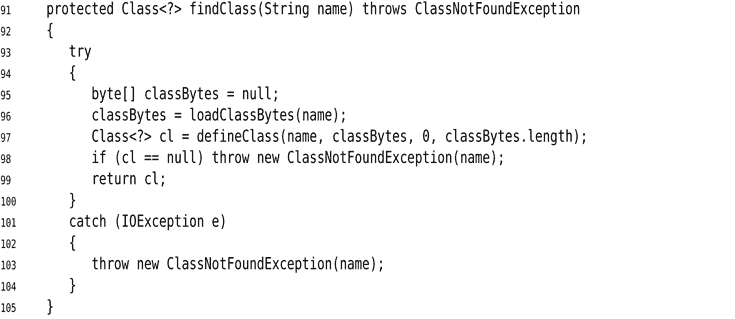 91 protected Class<?> findClass(String name) throws ClassNotFoundException
92 {
93 try
94 {
95 byte[] classBytes = null;
96 classBytes = loadClassBytes(name);
97 Class<?> cl = defineClass(name, classBytes, 0, classBytes.length);
98 if (cl == null) throw new ClassNotFoundException(name);
99 return cl;
100 }
101 catch (IOException e)
102 {
103 throw new ClassNotFoundException(name);
104 }
105 }